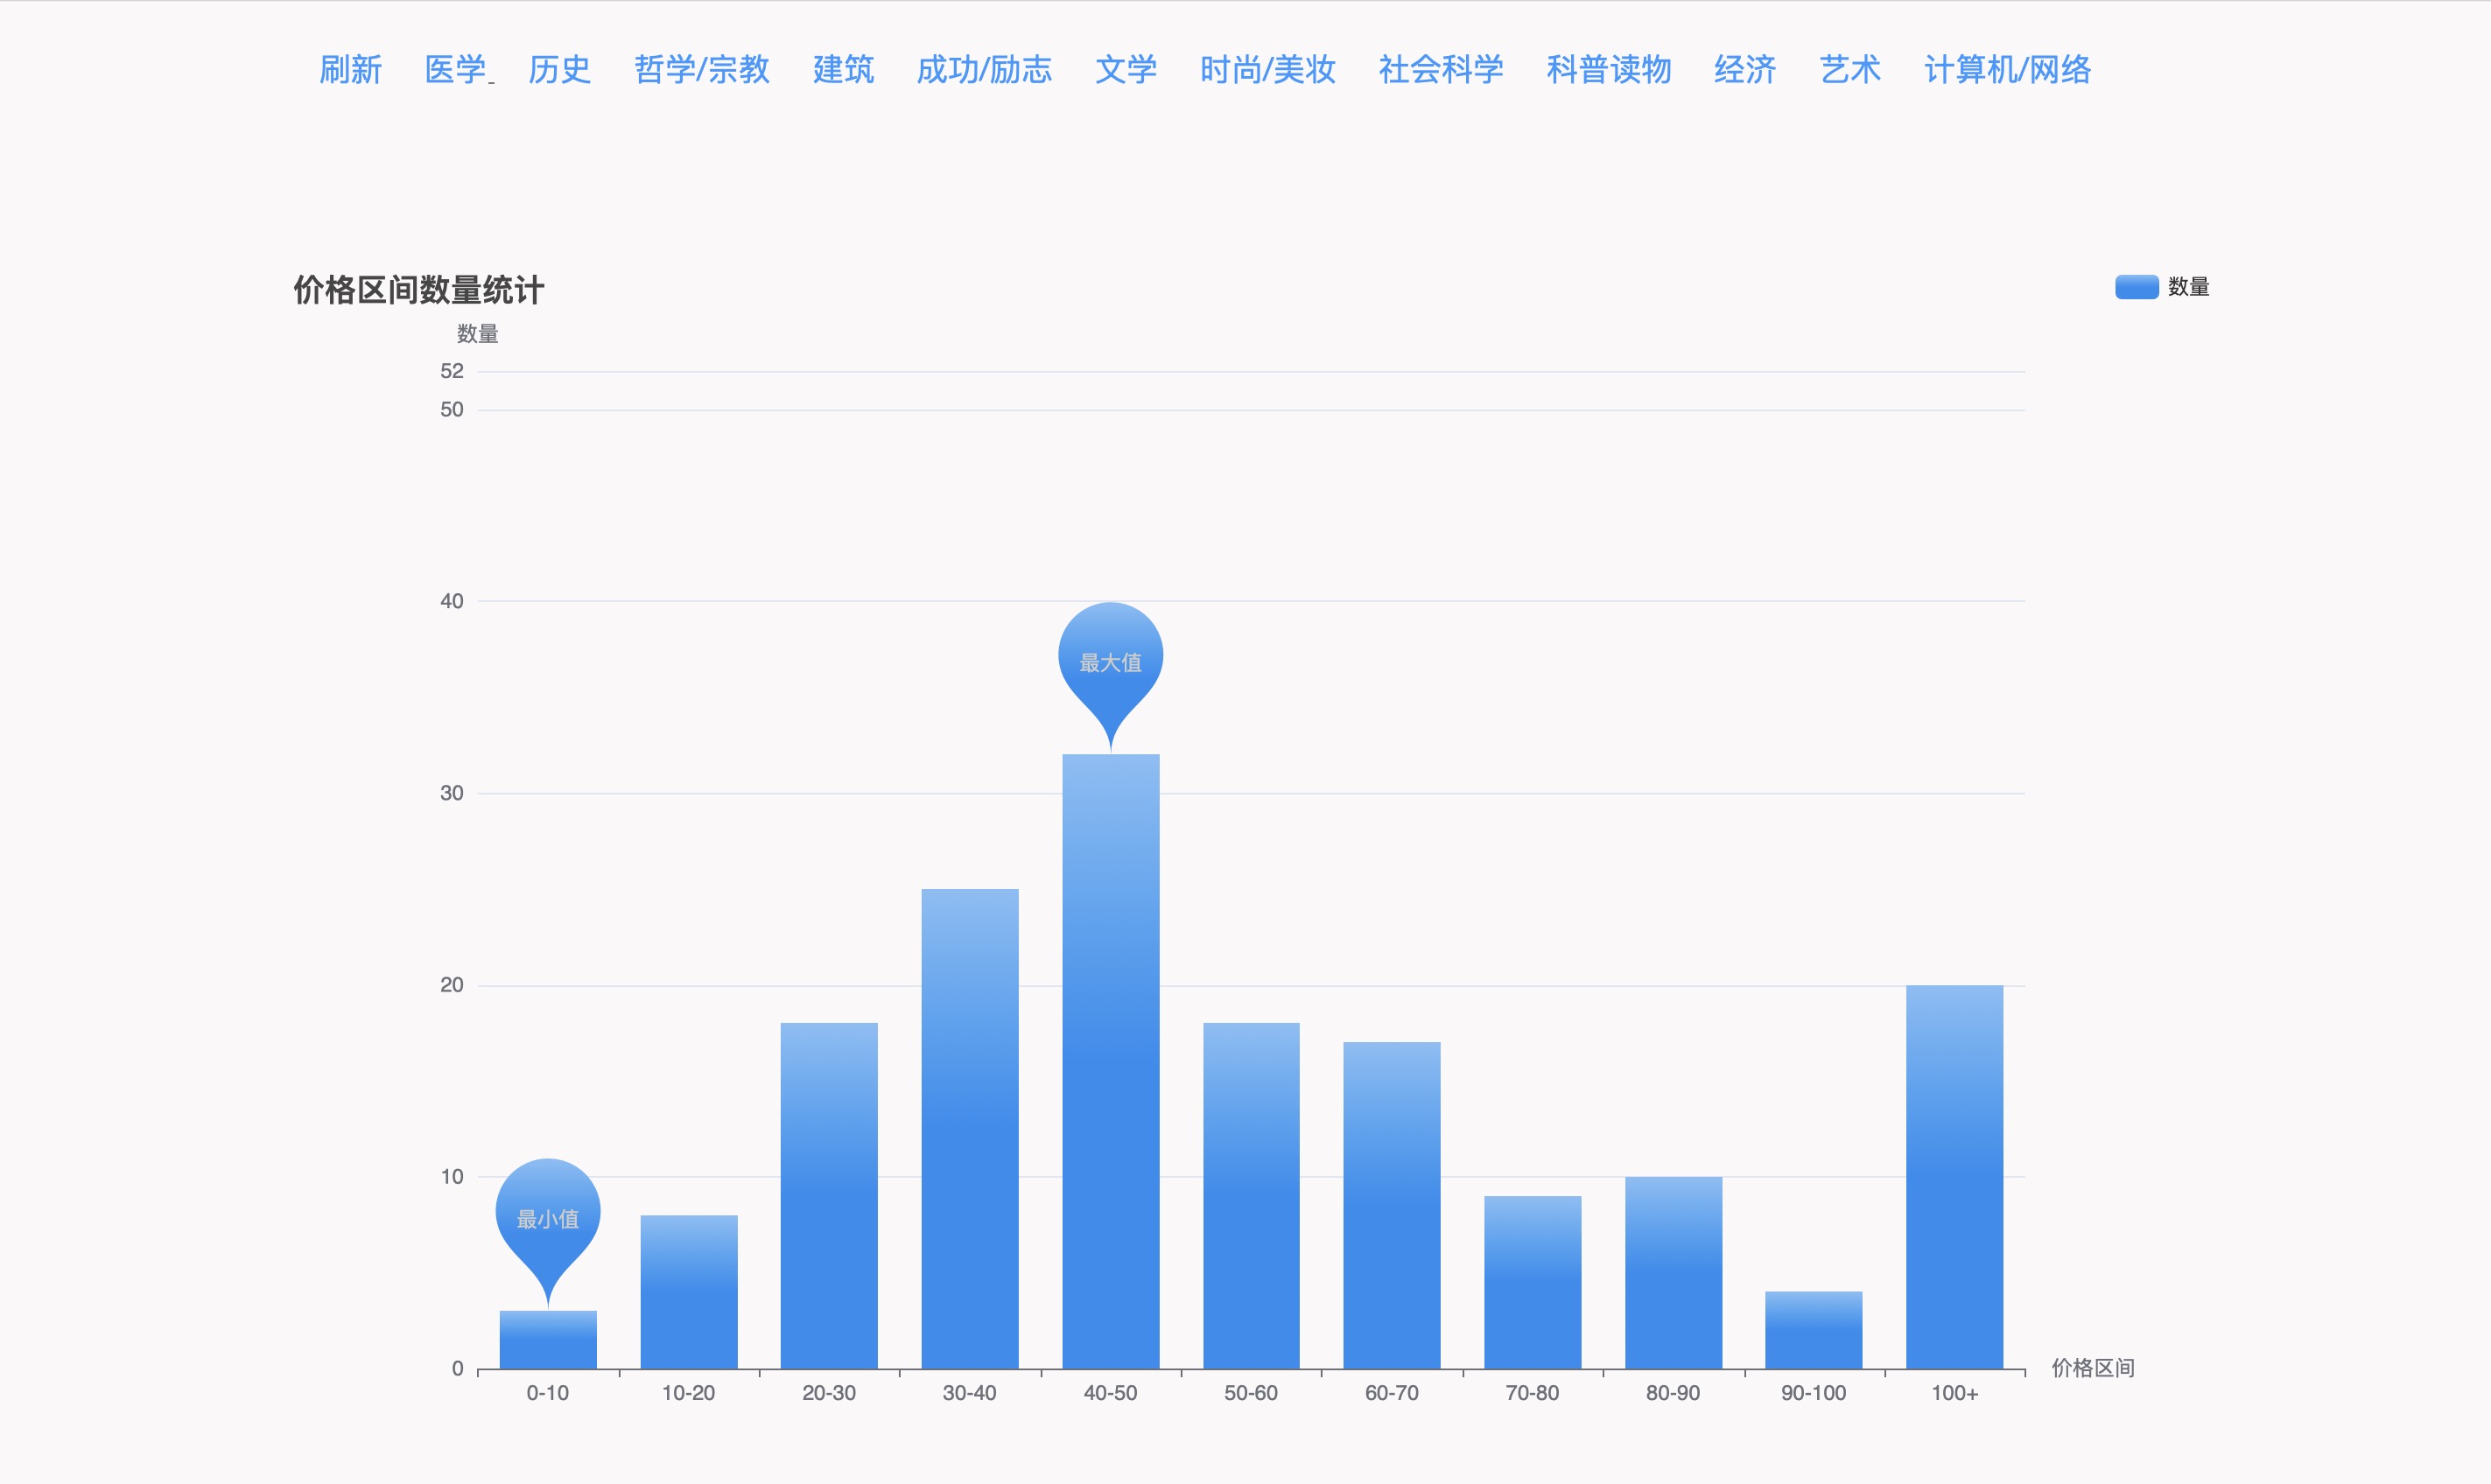 刷新 医学_ 历史 哲学/宗教 建筑 成功/励志 文学 时尚/美妆 社会科学 科普读物 经济 艺术 计算机/网络
价格区间数量统计
数量
数量
52
50
40
最大值
30
20
10
最小值
0
价格区间
0-10 10-20 20-30 30-40 40-50 50-60 60-70 70-80 80-90 90-100 100+